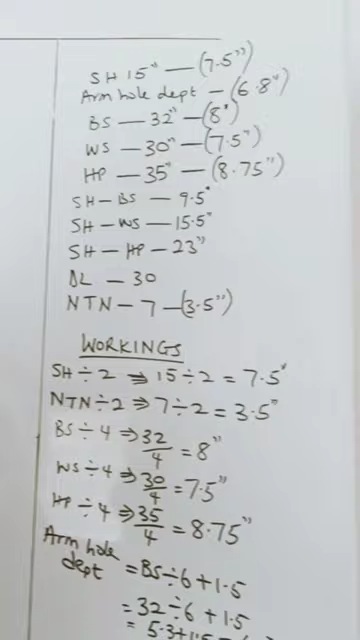 SH 15" — (7.5")
Arm hole dept — (6.8")
BS — 32" — (8")
WS — 30" — (7.5")
HP — 35" — (8.75")
SH — BS — 9.5"
SH — WS — 15.5"
SH — HP — 23"
DL — 30
NTN — 7 — (3.5")
WORKINGS
SH ÷ 2 ⇒ 15 ÷ 2 = 7.5"
NTN ÷ 2 ⇒ 7 ÷ 2 = 3.5"
BS ÷ 4 ⇒ 32/4 = 8"
WS ÷ 4 ⇒ 30/4 = 7.5"
HP ÷ 4 ⇒ 35/4 = 8.75"
Arm hole dept = BS ÷ 6 + 1.5
= 32 ÷ 6 + 1.5
= 5.3 + 1.5